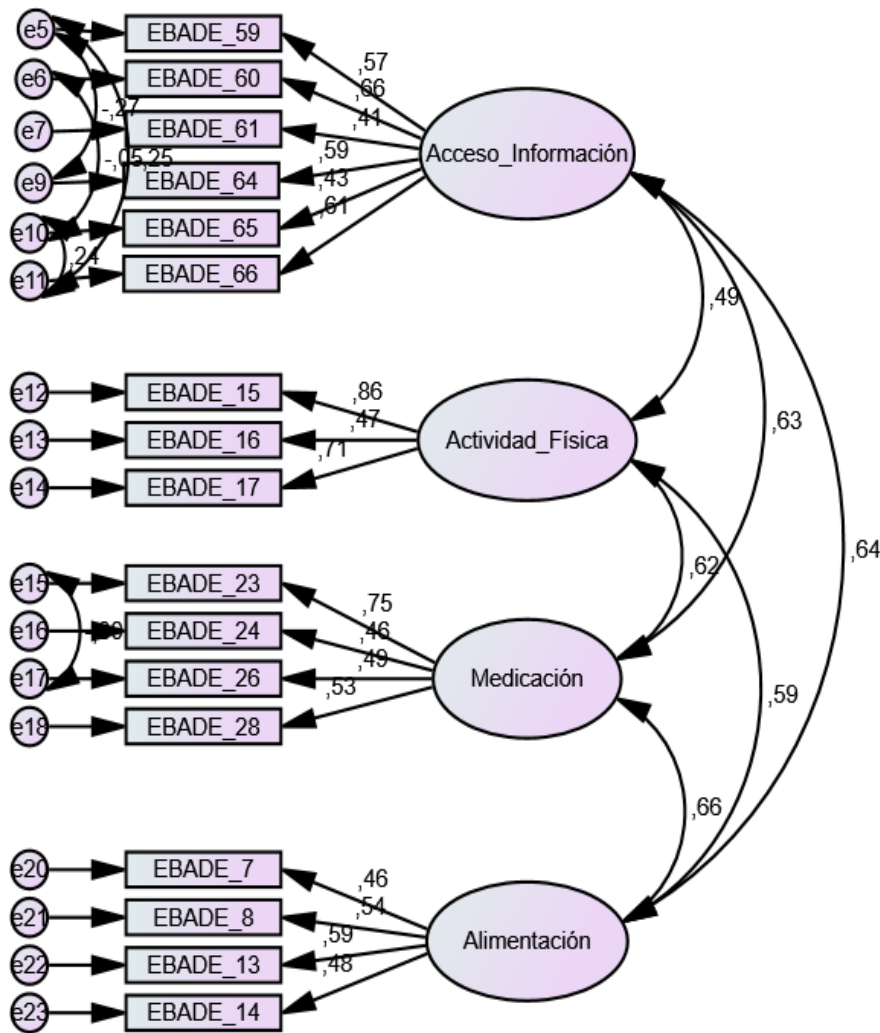 e5
EBADE_59
,57
e6
EBADE_60
,66
-,27
e7
EBADE_61
,41
Acceso_Información
-,05
,25
e9
EBADE_64
,59
,43
e10
EBADE_65
,61
,24
e11
EBADE_66
,49
e12
EBADE_15
,86
e13
EBADE_16
,47
Actividad_Física
,63
e14
EBADE_17
,71
,64
e15
EBADE_23
,62
,75
e16
EBADE_24
,46
e17
EBADE_26
,49
Medicación
e18
EBADE_28
,53
,59
,66
e20
EBADE_7
,46
e21
EBADE_8
,54
,59
Alimentación
e22
EBADE_13
,48
e23
EBADE_14